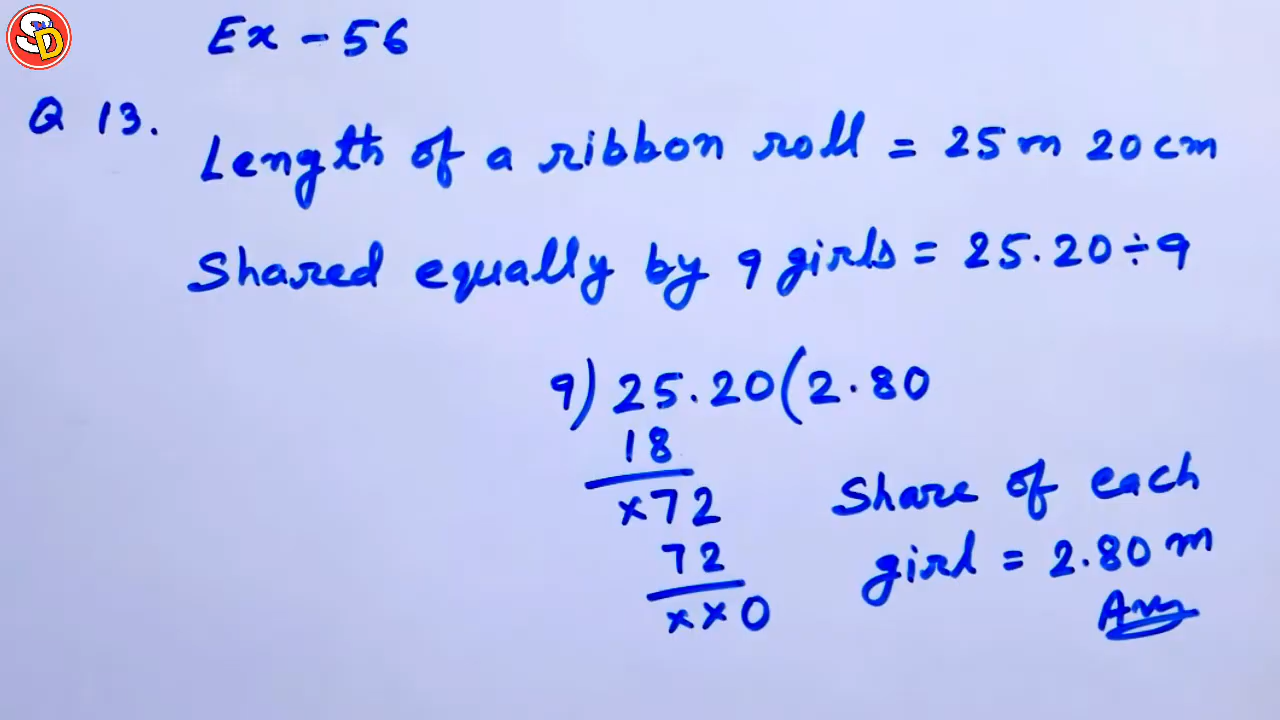 SD
Ex - 56
Q 13.
Length of a ribbon roll = 25 m 20 cm
Shared equally by 9 girls = 25.20 ÷ 9
9) 25.20 (2.80
18
x72
72
xx0
Share of each
girl = 2.80 m
Ans